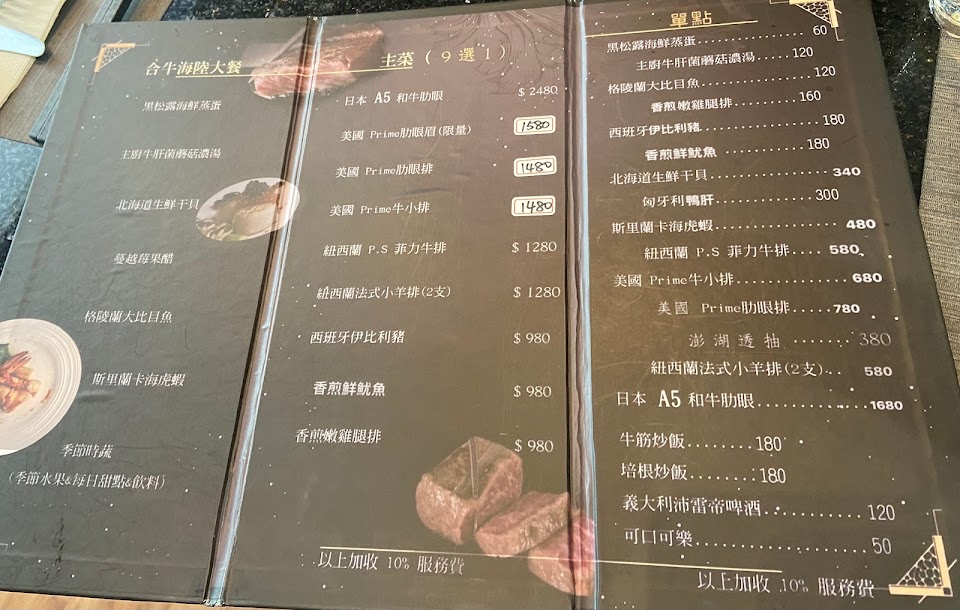 合牛海陸大餐
黑松露海鮮蒸蛋
主廚牛肝菌蘑菇濃湯
北海道生鮮干貝
蔓越莓果醋
格陵蘭大比目魚
斯里蘭卡海虎蝦
季節時蔬
(季節水果&每日甜點&飲料)
主菜(9選1)
日本 A5 和牛肋眼 $ 2480
美國 Prime肋眼眉(限量) 1580
美國 Prime肋眼排 1480
美國 Prime牛小排 1480
紐西蘭 P.S 菲力牛排 $ 1280
紐西蘭法式小羊排(2支) $ 1280
西班牙伊比利豬 $ 980
香煎鮮魷魚 $ 980
香煎嫩雞腿排 $ 980
以上加收 10% 服務費
單點
黑松露海鮮蒸蛋 60
主廚牛肝菌蘑菇濃湯 120
格陵蘭大比目魚 120
香煎嫩雞腿排 160
西班牙伊比利豬 180
香煎鮮魷魚 180
北海道生鮮干貝 340
匈牙利鴨肝 300
斯里蘭卡海虎蝦 480
紐西蘭 P.S 菲力牛排 580
美國 Prime牛小排 680
美國 Prime肋眼排 780
澎湖透抽 380
紐西蘭法式小羊排(2支) 580
日本 A5 和牛肋眼 1680
牛筋炒飯 180
培根炒飯 180
義大利沛雷帝啤酒 120
可口可樂 50
以上加收 10% 服務費